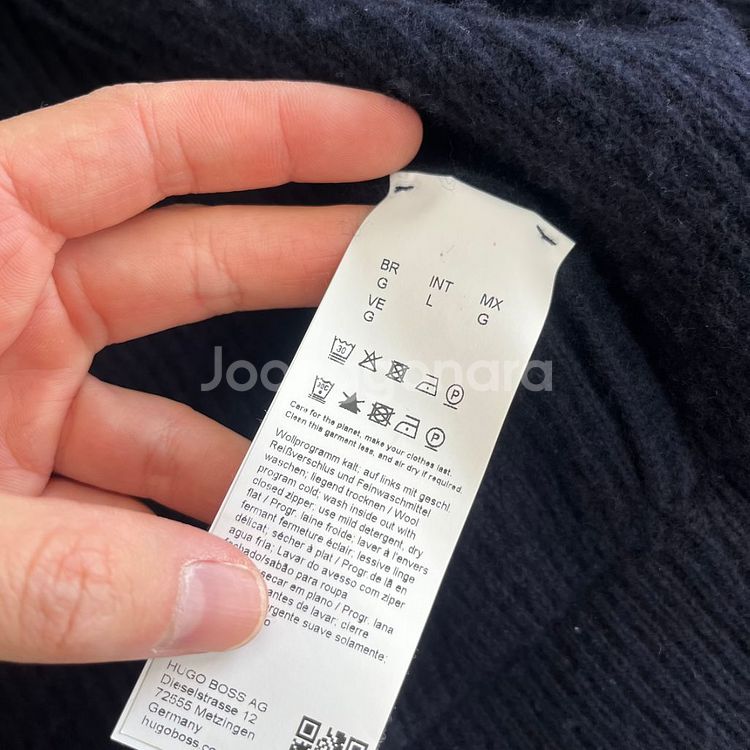 BR INT MX
G L G
VE
G
30
P
30°C
P
Care for the planet, make your clothes last.
Clean this garment less, and air dry if required.
Wollprogramm kalt: auf links mit geschl.
Reißverschlus und Feinwaschmittel
waschen; liegend trocknen / Wool
program cold: wash inside out with
closed zipper; use mild detergent, dry
flat / Progr. laine froide: laver à l'envers
fermant fermeture éclair, lessive linge
délicat; sécher à plat / Progr de lã en
agua fria: Lavar do avesso com ziper
fechado/sabão para roupa
secar em plano / Progr. lana
antes de lavar; cierre
suave solamente;
o
HUGO BOSS AG
Dieselstrasse 12
72555 Metzingen
Germany
hugoboss.co